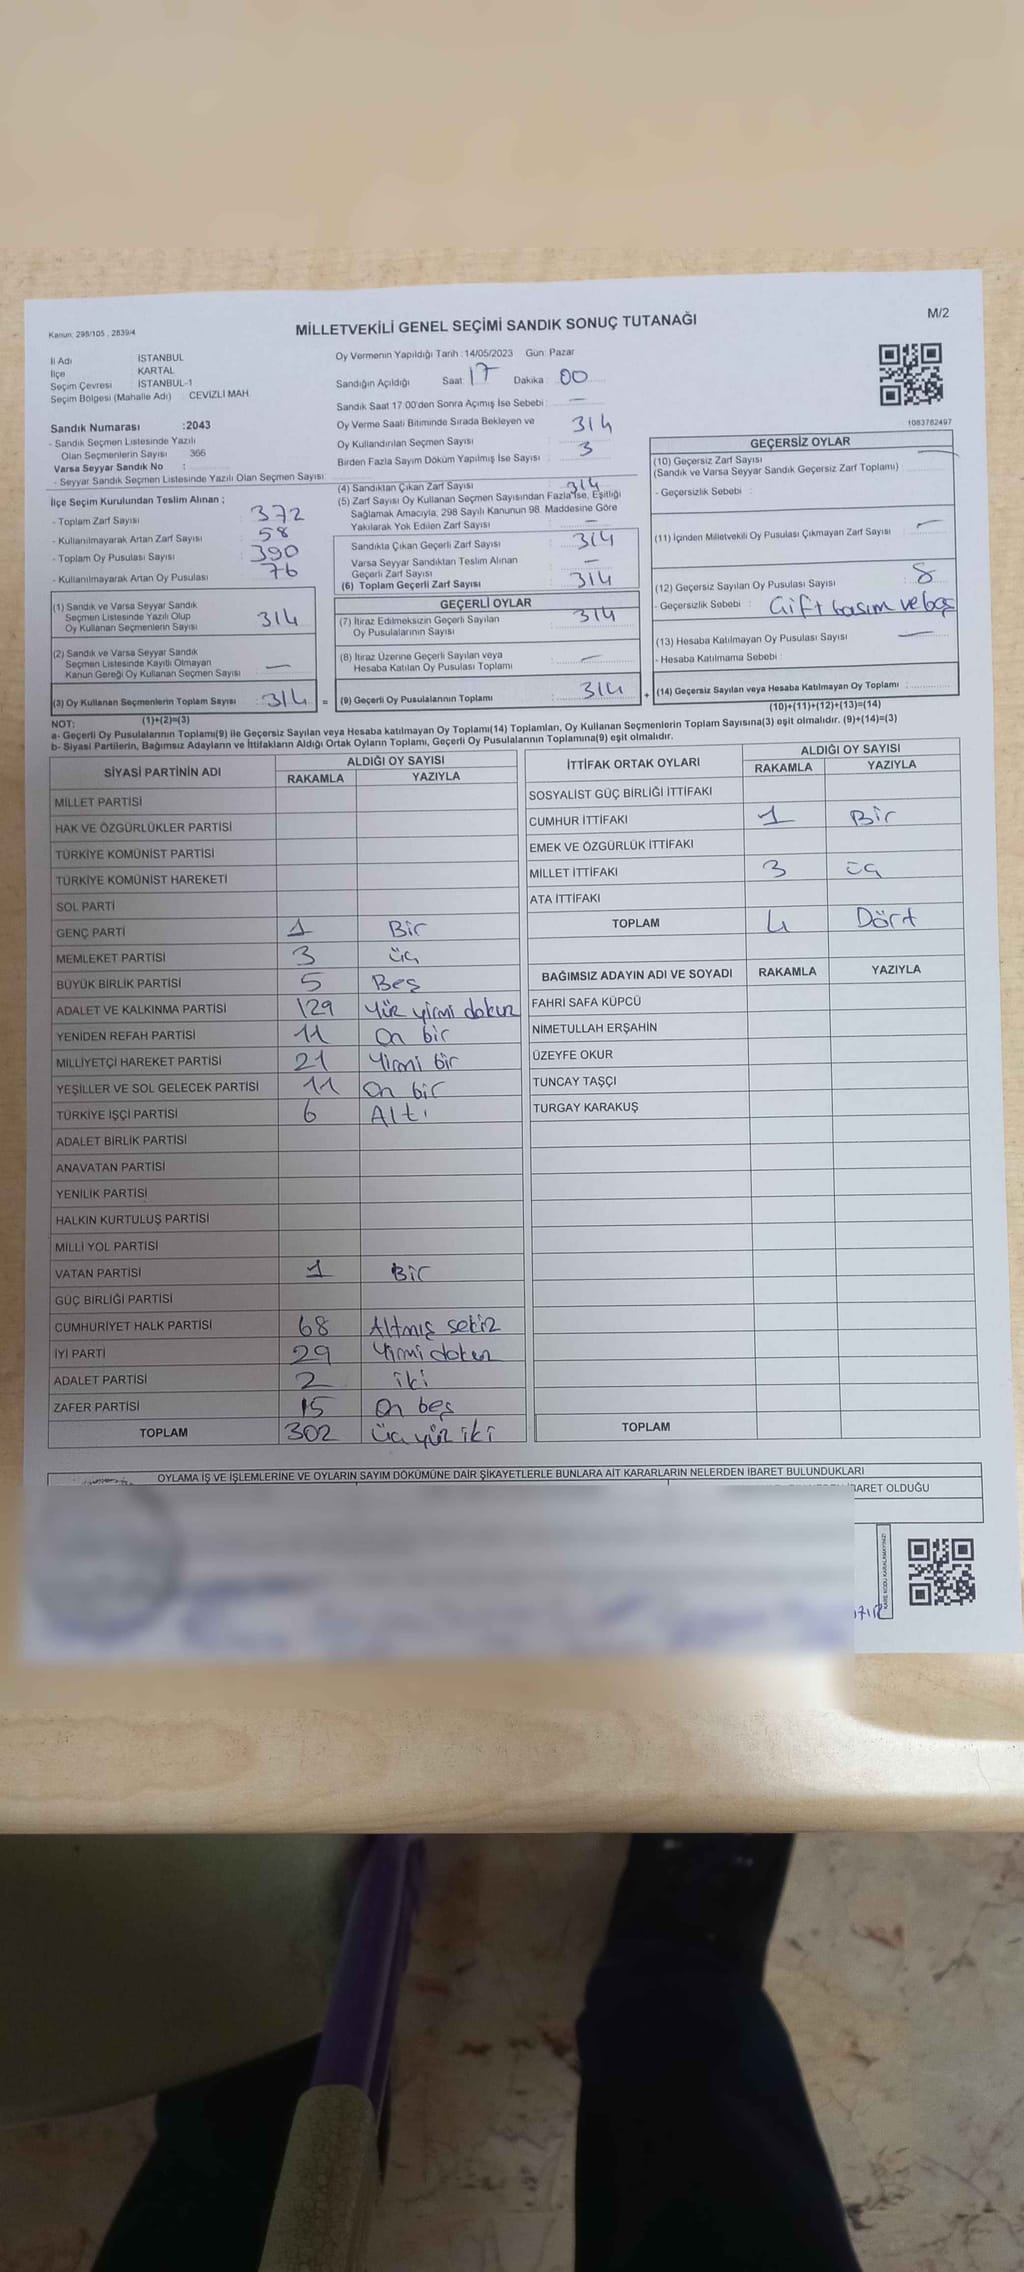 Kanun: 298/105 , 2839/4
MİLLETVEKİLİ GENEL SEÇİMİ SANDIK SONUÇ TUTANAĞI
M/2
İl Adı : İSTANBUL
İlçe : KARTAL
Seçim Çevresi : İSTANBUL-1
Seçim Bölgesi (Mahalle Adı) : CEVİZLİ MAH
Sandık Numarası :2043
- Sandık Seçmen Listesinde Yazılı
Olan Seçmenlerin Sayısı : 366
Varsa Seyyar Sandık No :
- Seyyar Sandık Seçmen Listesinde Yazılı Olan Seçmen Sayısı :
Oy Vermenin Yapıldığı Tarih : 14/05/2023 Gün: Pazar
Sandığın Açıldığı Saat: 17 Dakika : 00
Sandık Saat 17:00'den Sonra Açımış İse Sebebi : —
Oy Verme Saati Bitiminde Sırada Bekleyen ve
Oy Kullandırılan Seçmen Sayısı : 314
Birden Fazla Sayım Döküm Yapılmış İse Sayısı : 3
1083762497
İlçe Seçim Kurulundan Teslim Alınan ;
- Toplam Zarf Sayısı : 372
- Kullanılmayarak Artan Zarf Sayısı : 58
- Toplam Oy Pusulası Sayısı : 390
- Kullanılmayarak Artan Oy Pusulası : 76
(1) Sandık ve Varsa Seyyar Sandık
Seçmen Listesinde Yazılı Olup
Oy Kullanan Seçmenlerin Sayısı : 314
(2) Sandık ve Varsa Seyyar Sandık
Seçmen Listesinde Kayıtlı Olmayan
Kanun Gereği Oy Kullanan Seçmen Sayısı : —
(3) Oy Kullanan Seçmenlerin Toplam Sayısı : 314 =
(1)+(2)=(3)
(4) Sandıktan Çıkan Zarf Sayısı : 314
(5) Zarf Sayısı Oy Kullanan Seçmen Sayısından Fazla İse, Eşitliği
Sağlamak Amacıyla, 298 Sayılı Kanunun 98. Maddesine Göre
Yakılarak Yok Edilen Zarf Sayısı : —
Sandıkta Çıkan Geçerli Zarf Sayısı : 314
Varsa Seyyar Sandıktan Teslim Alınan
Geçerli Zarf Sayısı : —
(6) Toplam Geçerli Zarf Sayısı : 314
GEÇERLİ OYLAR
(7) İtiraz Edilmeksizin Geçerli Sayılan
Oy Pusulalarının Sayısı : 314
(8) İtiraz Üzerine Geçerli Sayılan veya
Hesaba Katılan Oy Pusulası Toplamı : —
(9) Geçerli Oy Pusulalarının Toplamı : 314 +
GEÇERSİZ OYLAR
(10) Geçersiz Zarf Sayısı
(Sandık ve Varsa Seyyar Sandık Geçersiz Zarf Toplamı) : —
- Geçersizlik Sebebi :
(11) İçinden Milletvekili Oy Pusulası Çıkmayan Zarf Sayısı : —
(12) Geçersiz Sayılan Oy Pusulası Sayısı : 8
- Geçersizlik Sebebi : Çift basım ve boş
(13) Hesaba Katılmayan Oy Pusulası Sayısı : —
- Hesaba Katılmama Sebebi :
(14) Geçersiz Sayılan veya Hesaba Katılmayan Oy Toplamı :
(10)+(11)+(12)+(13)=(14)
NOT:
a- Geçerli Oy Pusulalarının Toplamı(9) ile Geçersiz Sayılan veya Hesaba katılmayan Oy Toplamı(14) Toplamları, Oy Kullanan Seçmenlerin Toplam Sayısına(3) eşit olmalıdır. (9)+(14)=(3)
b- Siyasi Partilerin, Bağımsız Adayların ve İttifakların Aldığı Ortak Oyların Toplamı, Geçerli Oy Pusulalarının Toplamına(9) eşit olmalıdır.
SİYASİ PARTİNİN ADI ALDIĞI OY SAYISI
RAKAMLA YAZIYLA
MİLLET PARTİSİ
HAK VE ÖZGÜRLÜKLER PARTİSİ
TÜRKİYE KOMÜNİST PARTİSİ
TÜRKİYE KOMÜNİST HAREKETİ
SOL PARTİ
GENÇ PARTİ 1 Bir
MEMLEKET PARTİSİ 3 üç
BÜYÜK BİRLİK PARTİSİ 5 Beş
ADALET VE KALKINMA PARTİSİ 129 Yüz yirmi dokuz
YENİDEN REFAH PARTİSİ 11 On bir
MİLLİYETÇİ HAREKET PARTİSİ 21 Yirmi bir
YEŞİLLER VE SOL GELECEK PARTİSİ 11 On bir
TÜRKİYE İŞÇİ PARTİSİ 6 Altı
ADALET BİRLİK PARTİSİ
ANAVATAN PARTİSİ
YENİLİK PARTİSİ
HALKIN KURTULUŞ PARTİSİ
MİLLİ YOL PARTİSİ
VATAN PARTİSİ 1 Bir
GÜÇ BİRLİĞİ PARTİSİ
CUMHURİYET HALK PARTİSİ 68 Altmış sekiz
İYİ PARTİ 29 Yirmi dokuz
ADALET PARTİSİ 2 iki
ZAFER PARTİSİ 15 On beş
TOPLAM 302 üç yüz iki
İTTİFAK ORTAK OYLARI ALDIĞI OY SAYISI
RAKAMLA YAZIYLA
SOSYALİST GÜÇ BİRLİĞİ İTTİFAKI
CUMHUR İTTİFAKI 1 Bir
EMEK VE ÖZGÜRLÜK İTTİFAKI
MİLLET İTTİFAKI 3 üç
ATA İTTİFAKI
TOPLAM 4 Dört
BAĞIMSIZ ADAYIN ADI VE SOYADI RAKAMLA YAZIYLA
FAHRİ SAFA KÜPCÜ
NİMETULLAH ERŞAHİN
ÜZEYFE OKUR
TUNCAY TAŞÇI
TURGAY KARAKUŞ
TOPLAM
OYLAMA İŞ VE İŞLEMLERİNE VE OYLARIN SAYIM DÖKÜMÜNE DAİR ŞİKAYETLERLE BUNLARA AİT KARARLARIN NELERDEN İBARET BULUNDUKLARI
İBARET OLDUĞU